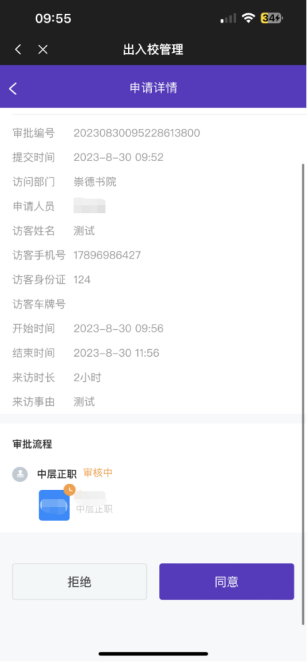 09:55
34
出入校管理
申请详情
审批编号 20230830095228613800
提交时间 2023-8-30 09:52
访问部门 崇德书院
申请人员
访客姓名 测试
访客手机号 17896986427
访客身份证 124
访客车牌号
开始时间 2023-8-30 09:56
结束时间 2023-8-30 11:56
来访时长 2小时
来访事由 测试
审批流程
中层正职 审核中
中层正职
拒绝
同意